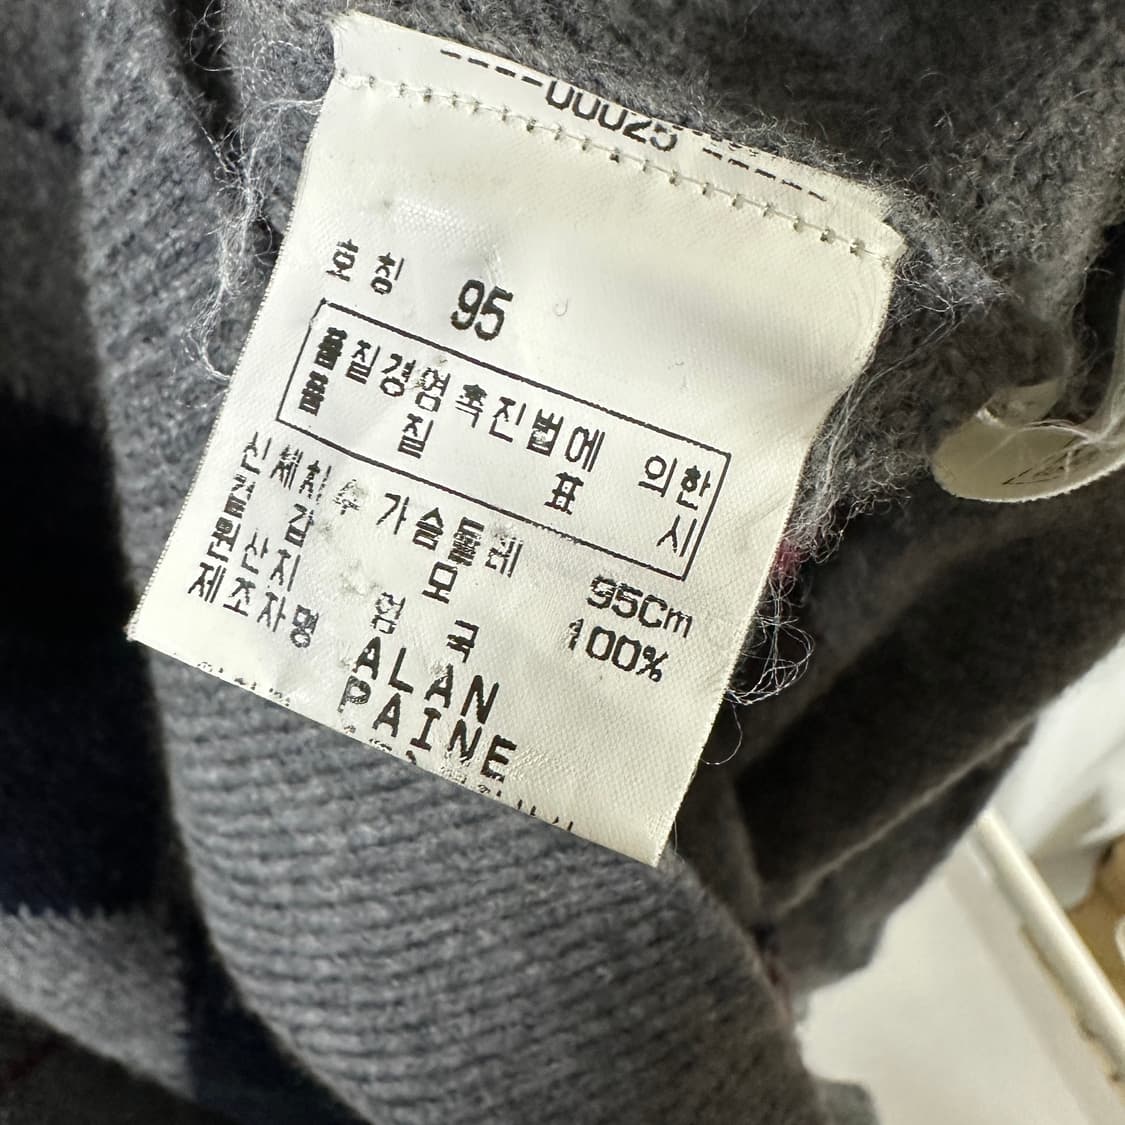 -----00025-----
호칭 95
품질경영촉진법에 의한
품 질 표 시
신체치수 가슴둘레 95Cm
겉 감 모 100%
원산지 영 국
제조자명 ALAN
PAINE